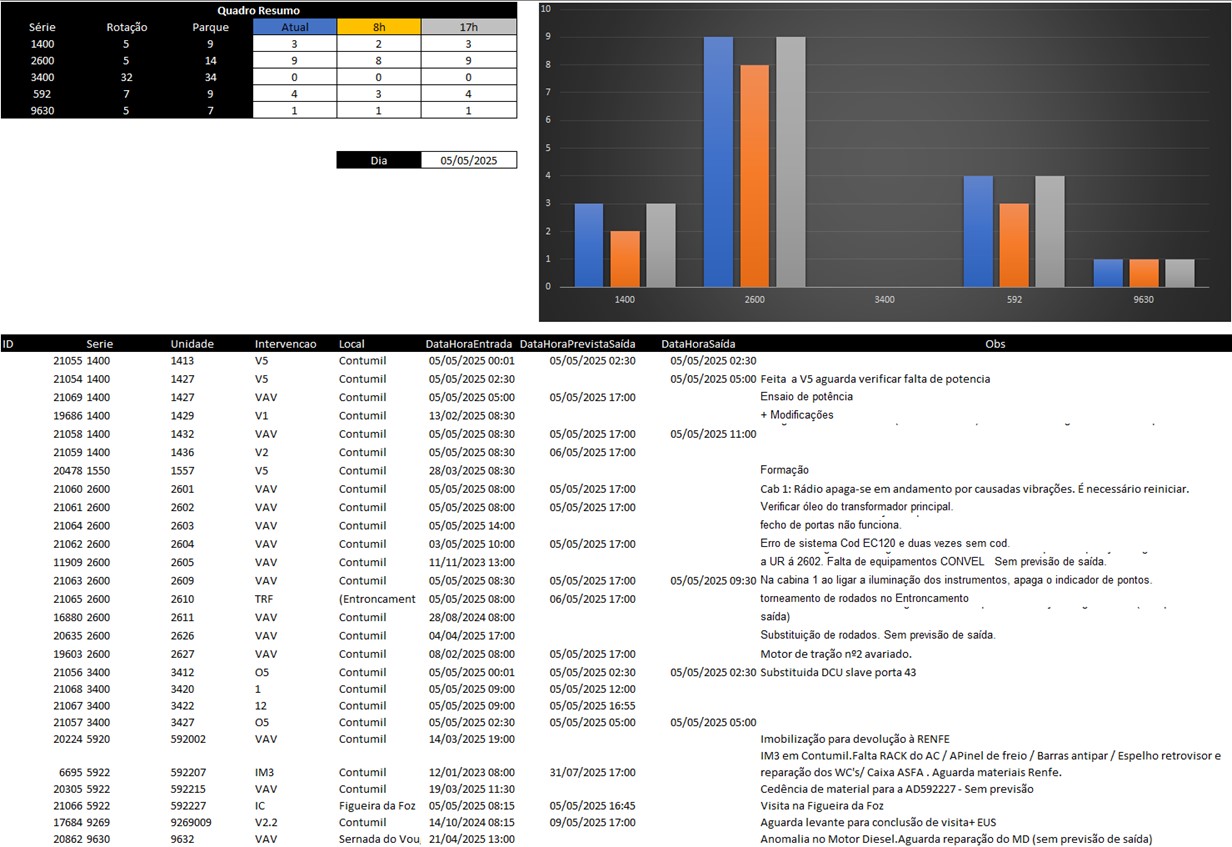 Quadro Resumo
Série Rotação Parque Atual 8h 17h
1400 5 9 3 2 3
2600 5 14 9 8 9
3400 32 34 0 0 0
592 7 9 4 3 4
9630 5 7 1 1 1
Dia 05/05/2025
10
9
8
7
6
5
4
3
2
1
0
1400 2600 3400 592 9630
ID Serie Unidade Intervencao Local DataHoraEntrada DataHoraPrevistaSaída DataHoraSaída Obs
21055 1400 1413 V5 Contumil 05/05/2025 00:01 05/05/2025 02:30 05/05/2025 02:30
21054 1400 1427 V5 Contumil 05/05/2025 02:30 05/05/2025 05:00 Feita a V5 aguarda verificar falta de potencia
21069 1400 1427 VAV Contumil 05/05/2025 05:00 05/05/2025 17:00 Ensaio de potência
19686 1400 1429 V1 Contumil 13/02/2025 08:30 + Modificações
21058 1400 1432 VAV Contumil 05/05/2025 08:30 05/05/2025 17:00 05/05/2025 11:00
21059 1400 1436 V2 Contumil 05/05/2025 08:30 06/05/2025 17:00
20478 1550 1557 V5 Contumil 28/03/2025 08:30 Formação
21060 2600 2601 VAV Contumil 05/05/2025 08:00 05/05/2025 17:00 Cab 1: Rádio apaga-se em andamento por causadas vibrações. É necessário reiniciar.
21061 2600 2602 VAV Contumil 05/05/2025 08:00 05/05/2025 17:00 Verificar óleo do transformador principal.
21064 2600 2603 VAV Contumil 05/05/2025 14:00 fecho de portas não funciona.
21062 2600 2604 VAV Contumil 03/05/2025 10:00 05/05/2025 17:00 Erro de sistema Cod EC120 e duas vezes sem cod.
11909 2600 2605 VAV Contumil 11/11/2023 13:00 a UR á 2602. Falta de equipamentos CONVEL Sem previsão de saída.
21063 2600 2609 VAV Contumil 05/05/2025 08:30 05/05/2025 17:00 05/05/2025 09:30 Na cabina 1 ao ligar a iluminação dos instrumentos, apaga o indicador de pontos.
21065 2600 2610 TRF (Entroncament 05/05/2025 08:00 06/05/2025 17:00 torneamento de rodados no Entroncamento
16880 2600 2611 VAV Contumil 28/08/2024 08:00 saída)
20635 2600 2626 VAV Contumil 04/04/2025 17:00 Substituição de rodados. Sem previsão de saída.
19603 2600 2627 VAV Contumil 08/02/2025 08:00 05/05/2025 17:00 Motor de tração nº2 avariado.
21056 3400 3412 O5 Contumil 05/05/2025 00:01 05/05/2025 02:30 05/05/2025 02:30 Substituida DCU slave porta 43
21068 3400 3420 1 Contumil 05/05/2025 09:00 05/05/2025 12:00
21067 3400 3422 12 Contumil 05/05/2025 09:00 05/05/2025 16:55
21057 3400 3427 O5 Contumil 05/05/2025 02:30 05/05/2025 05:00 05/05/2025 05:00
20224 5920 592002 VAV Contumil 14/03/2025 19:00 Imobilização para devolução à RENFE
IM3 em Contumil.Falta RACK do AC / APinel de freio / Barras antipar / Espelho retrovisor e
6695 5922 592207 IM3 Contumil 12/01/2023 08:00 31/07/2025 17:00 reparação dos WC's/ Caixa ASFA . Aguarda materiais Renfe.
20305 5922 592215 VAV Contumil 19/03/2025 11:30 Cedência de material para a AD592227 - Sem previsão
21066 5922 592227 IC Figueira da Foz 05/05/2025 08:15 05/05/2025 16:45 Visita na Figueira da Foz
17684 9269 9269009 V2.2 Contumil 14/10/2024 08:15 09/05/2025 17:00 Aguarda levante para conclusão de visita+ EUS
20862 9630 9632 VAV Sernada do Vou 21/04/2025 13:00 Anomalia no Motor Diesel.Aguarda reparação do MD (sem previsão de saída)